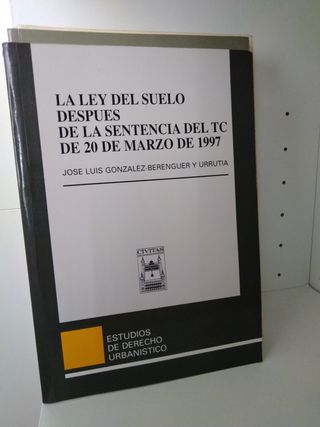 LA LEY DEL SUELO
DESPUES
DE LA SENTENCIA DEL TC
DE 20 DE MARZO DE 1997
JOSE LUIS GONZALEZ-BERENGUER Y URRUTIA
CIVITAS
ESTUDIOS
DE DERECHO
URBANISTICO